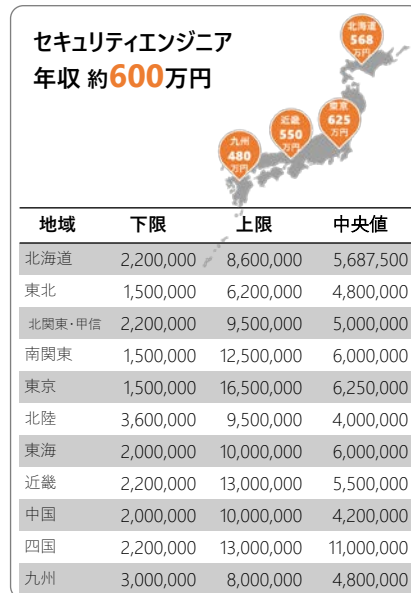 セキュリティエンジニア
年収 約600万円
北海道
568
万円
東京
625
万円
近畿
550
万円
九州
480
万円
地域 下限 上限 中央値
北海道 2,200,000 8,600,000 5,687,500
東北 1,500,000 6,200,000 4,800,000
北関東・甲信 2,200,000 9,500,000 5,000,000
南関東 1,500,000 12,500,000 6,000,000
東京 1,500,000 16,500,000 6,250,000
北陸 3,600,000 9,500,000 4,000,000
東海 2,000,000 10,000,000 6,000,000
近畿 2,200,000 13,000,000 5,500,000
中国 2,000,000 10,000,000 4,200,000
四国 2,200,000 13,000,000 11,000,000
九州 3,000,000 8,000,000 4,800,000